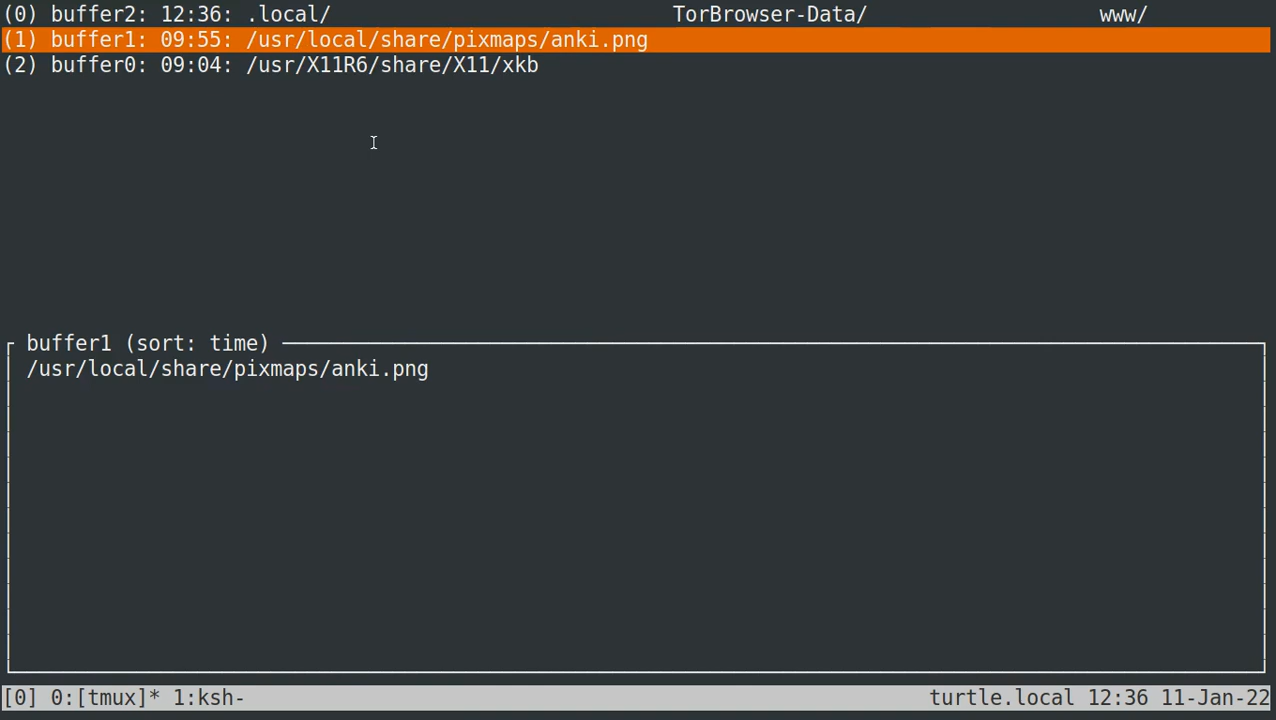 (0) buffer2: 12:36: .local/ TorBrowser-Data/ www/
(1) buffer1: 09:55: /usr/local/share/pixmaps/anki.png
(2) buffer0: 09:04: /usr/X11R6/share/X11/xkb
buffer1 (sort: time)
/usr/local/share/pixmaps/anki.png
[0] 0:[tmux]* 1:ksh- turtle.local 12:36 11-Jan-22